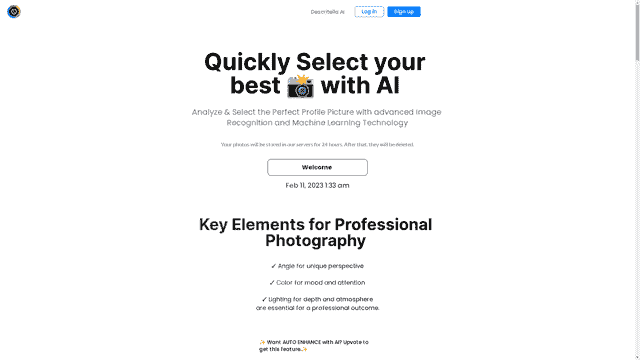 Log in
Sign up
Quickly Select your
best 📸 with AI
Analyze & Select the Perfect Profile Picture with advanced Image
Recognition and Machine Learning Technology
Your photos will be stored in our servers for 24 hours. After that, they will be deleted.
Welcome
Feb 11, 2023 1:33 am
Key Elements for Professional
Photography
✓ Angle for unique perspective
✓ Color for mood and attention
✓ Lighting for depth and atmosphere
are essential for a professional outcome.
✨ Want AUTO ENHANCE with AI? Upvote to
get this feature.✨